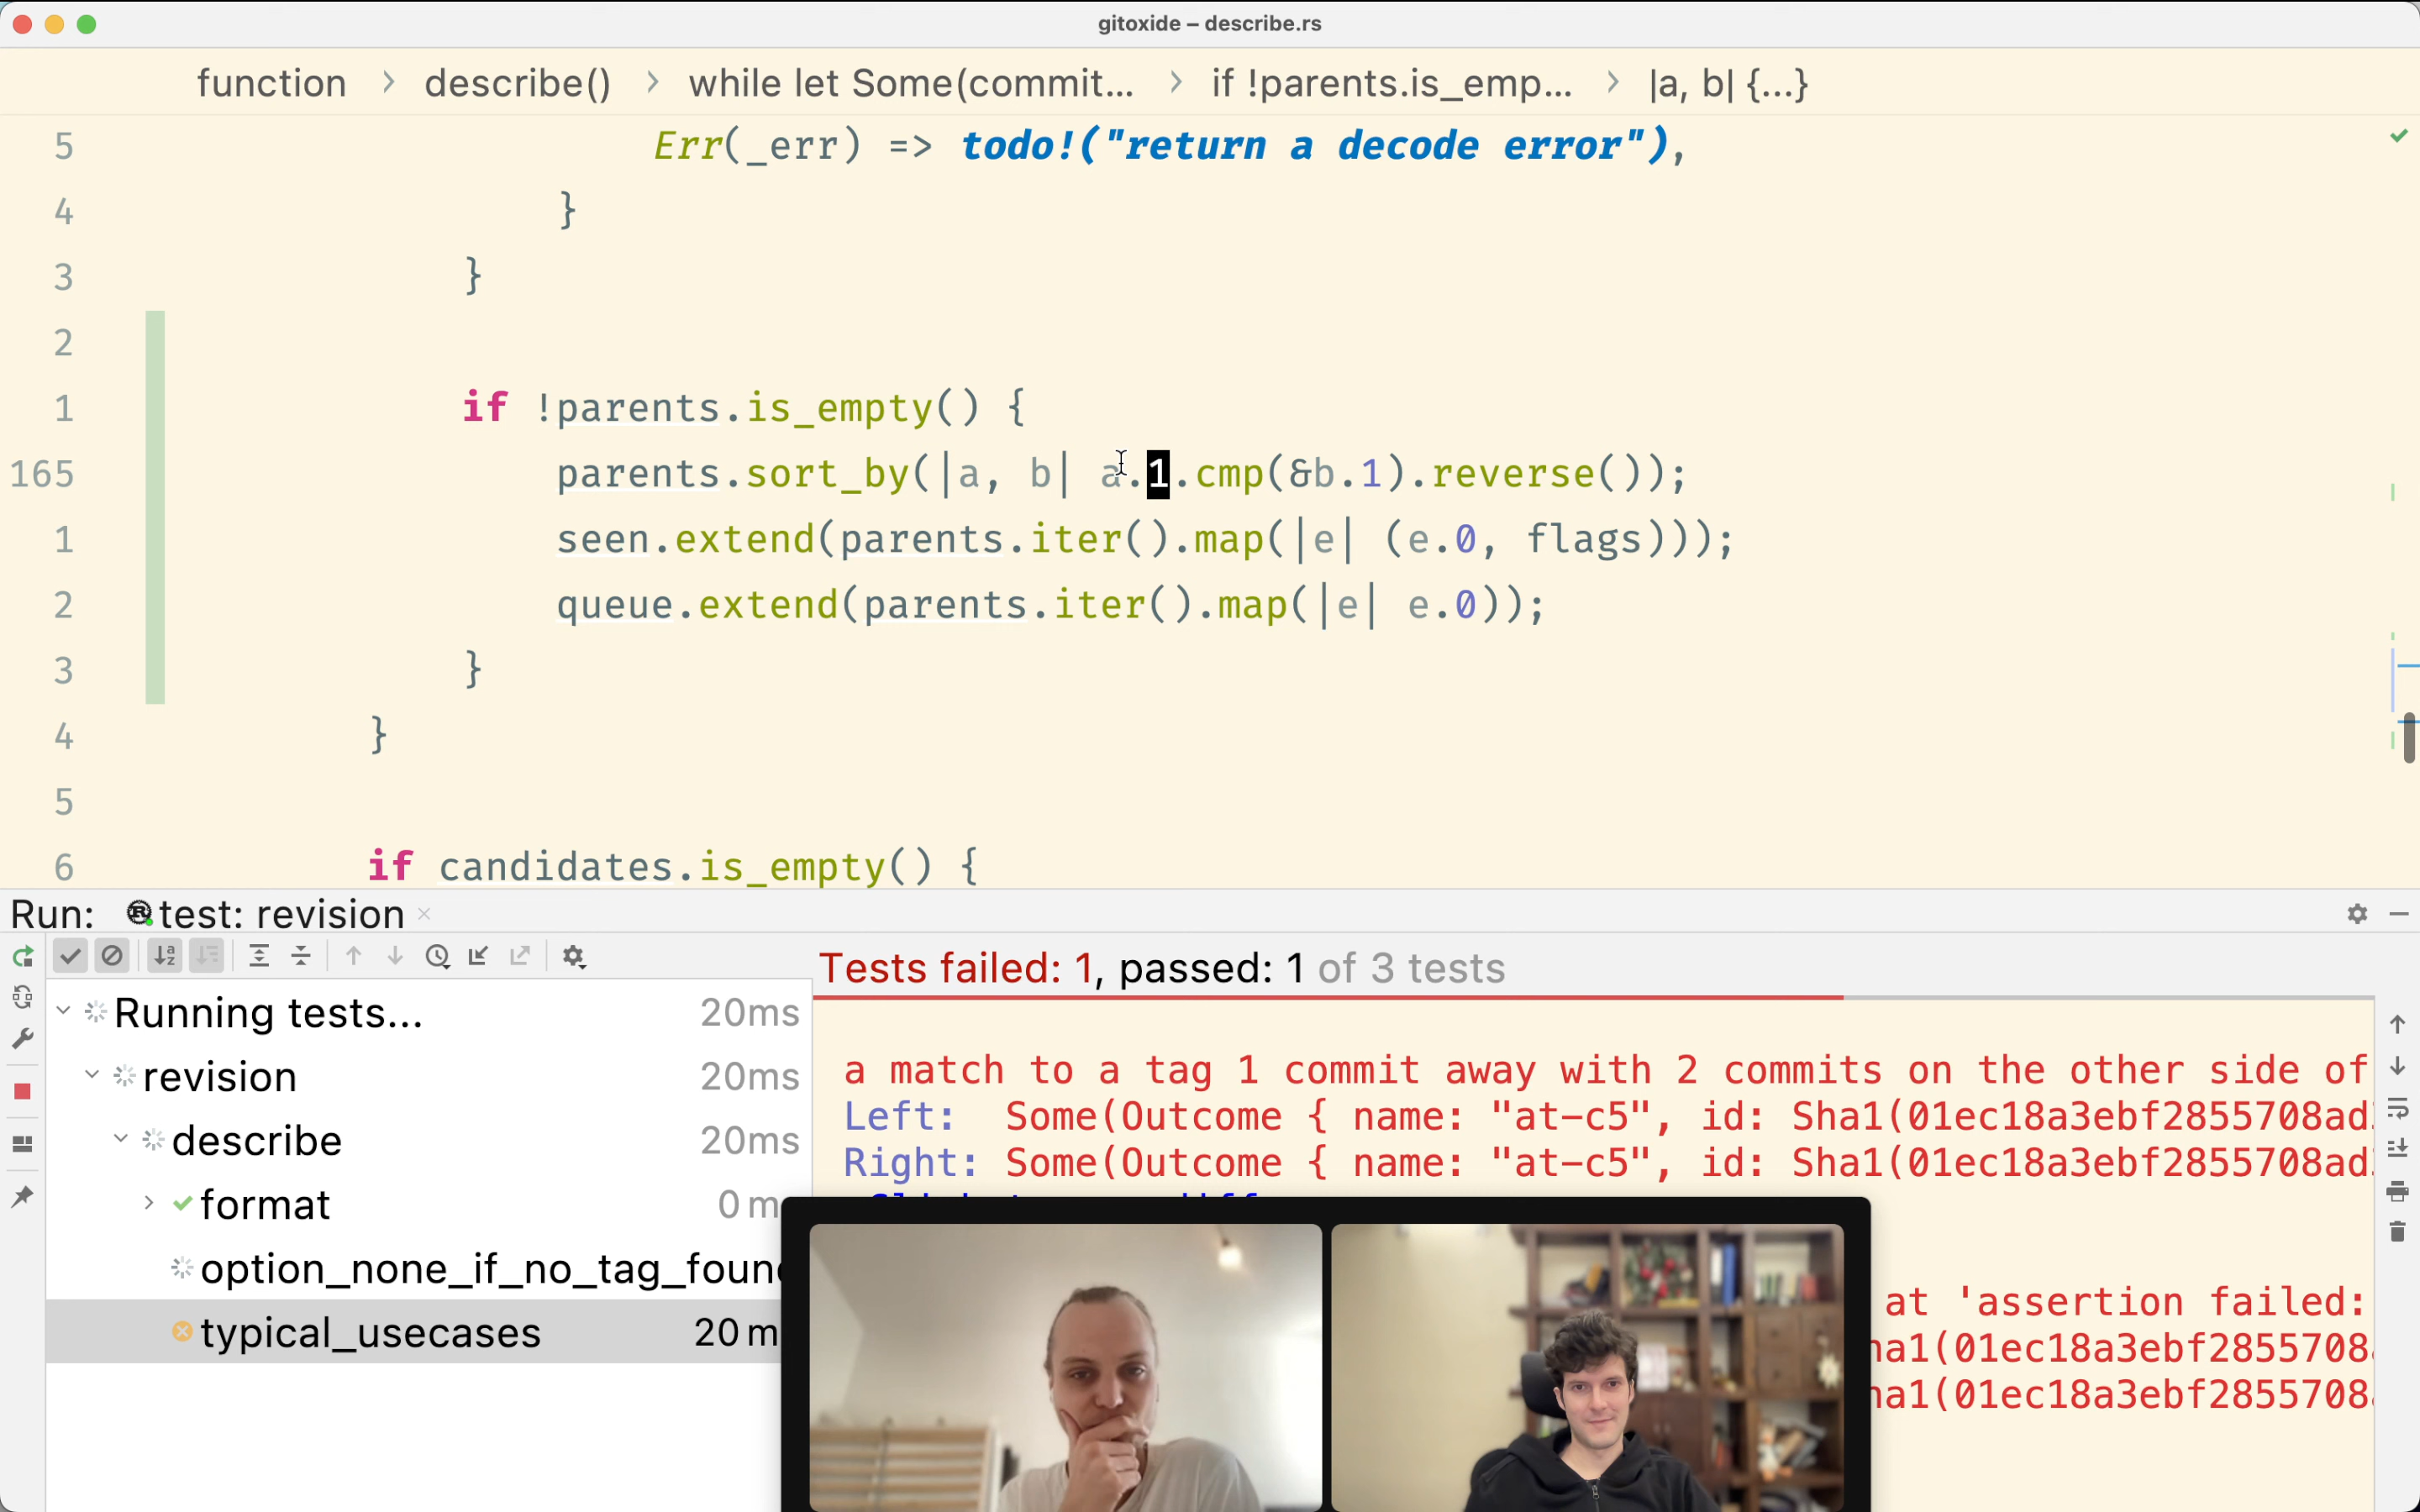 gitoxide – describe.rs
function > describe() > while let Some(commit... > if !parents.is_emp... > |a, b| {...}
5 Err(_err) => todo!("return a decode error"),
4 }
3 }
2
1 if !parents.is_empty() {
165 parents.sort_by(|a, b| a.1.cmp(&b.1).reverse());
1 seen.extend(parents.iter().map(|e| (e.0, flags)));
2 queue.extend(parents.iter().map(|e| e.0));
3 }
4 }
5
6 if candidates.is_empty() {
Run: test: revision ×
Tests failed: 1, passed: 1 of 3 tests
Running tests... 20ms
revision 20ms
describe 20ms
format 0 m
option_none_if_no_tag_foun
typical_usecases 20 m
a match to a tag 1 commit away with 2 commits on the other side of
Left: Some(Outcome { name: "at-c5", id: Sha1(01ec18a3ebf2855708ad
Right: Some(Outcome { name: "at-c5", id: Sha1(01ec18a3ebf2855708ad
at 'assertion failed:
ha1(01ec18a3ebf2855708
ha1(01ec18a3ebf2855708